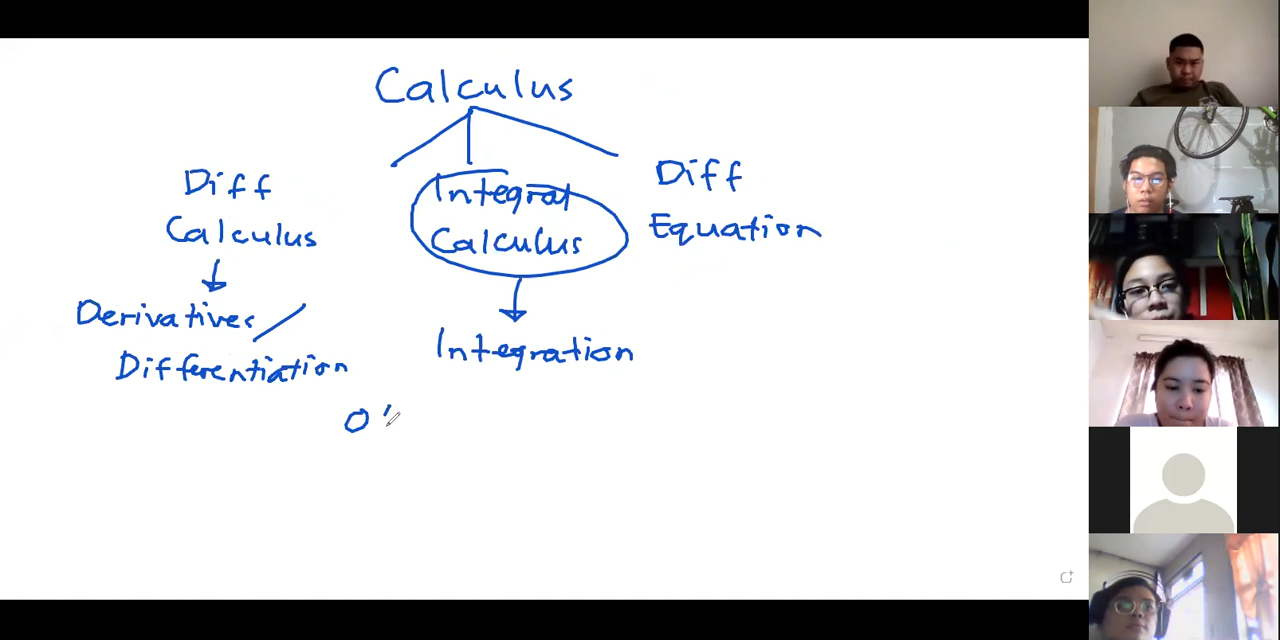 Calculus
Diff
Calculus
Integral
Calculus
Diff
Equation
Derivatives /
Differentiation
Integration
O'